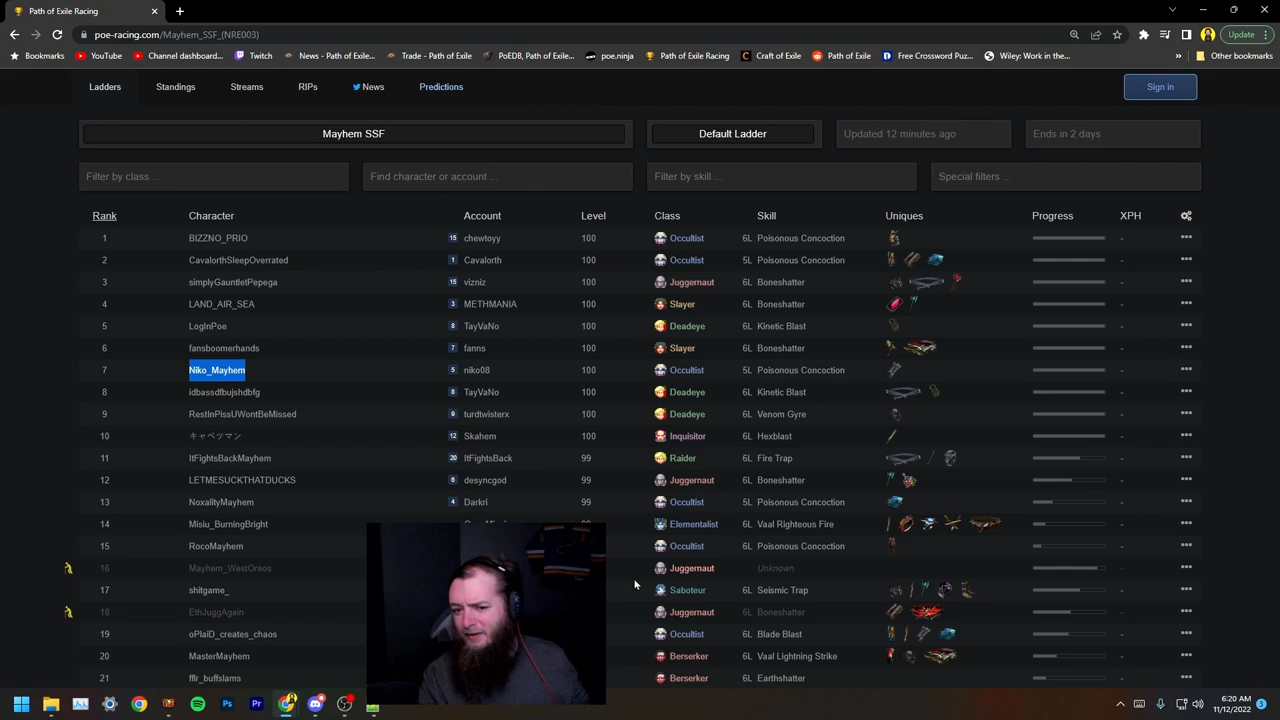 Path of Exile Racing
poe-racing.com/Mayhem_SSF_(NRE003)
Update
Bookmarks YouTube Channel dashboard... Twitch News - Path of Exile... Trade - Path of Exile... PoEDB, Path of Exile... poe.ninja Path of Exile Racing Craft of Exile Path of Exile Free Crossword Puz... Wiley: Work in the... » Other bookmarks
Ladders Standings Streams RIPs News Predictions Sign in
Mayhem SSF Default Ladder Updated 12 minutes ago Ends in 2 days
Filter by class ... Find character or account ... Filter by skill ... Special filters ...
Rank Character Account Level Class Skill Uniques Progress XPH
1 BIZZNO_PRIO 15 chewtoyy 100 Occultist 6L Poisonous Concoction -
2 CavalorthSleepOverrated 1 Cavalorth 100 Occultist 5L Poisonous Concoction -
3 simplyGauntletPepega 15 vizniz 100 Juggernaut 6L Boneshatter -
4 LAND_AIR_SEA 3 METHMANIA 100 Slayer 6L Boneshatter -
5 LogInPoe 8 TayVaNo 100 Deadeye 6L Kinetic Blast -
6 fansboomerhands 7 fanns 100 Slayer 6L Boneshatter -
7 Niko_Mayhem 5 niko08 100 Occultist 6L Poisonous Concoction -
8 idbassdfbujshdbfg 8 TayVaNo 100 Deadeye 6L Kinetic Blast -
9 RestInPissUWontBeMissed 9 turdtwisterx 100 Deadeye 6L Venom Gyre -
10 キャベツマン 12 Skahem 100 Inquisitor 6L Hexblast -
11 ItFightsBackMayhem 20 ItFightsBack 99 Raider 6L Fire Trap -
12 LETMESUCKTHATDUCKS 6 desyncgod 99 Juggernaut 6L Boneshatter -
13 NoxalityMayhem 4 Darkri 99 Occultist 5L Poisonous Concoction -
14 Misiu_BurningBright Elementalist 6L Vaal Righteous Fire -
15 RocoMayhem Occultist 6L Poisonous Concoction -
16 Mayhem_WestOreos Juggernaut Unknown -
17 shitgame_ Saboteur 6L Seismic Trap -
18 EthJuggAgain Juggernaut 6L Boneshatter -
19 oPlaiD_creates_chaos Occultist 6L Blade Blast -
20 MasterMayhem Berserker 6L Vaal Lightning Strike -
21 fflr_buffslams Berserker 6L Earthshatter -
6:20 AM
11/12/2022
3